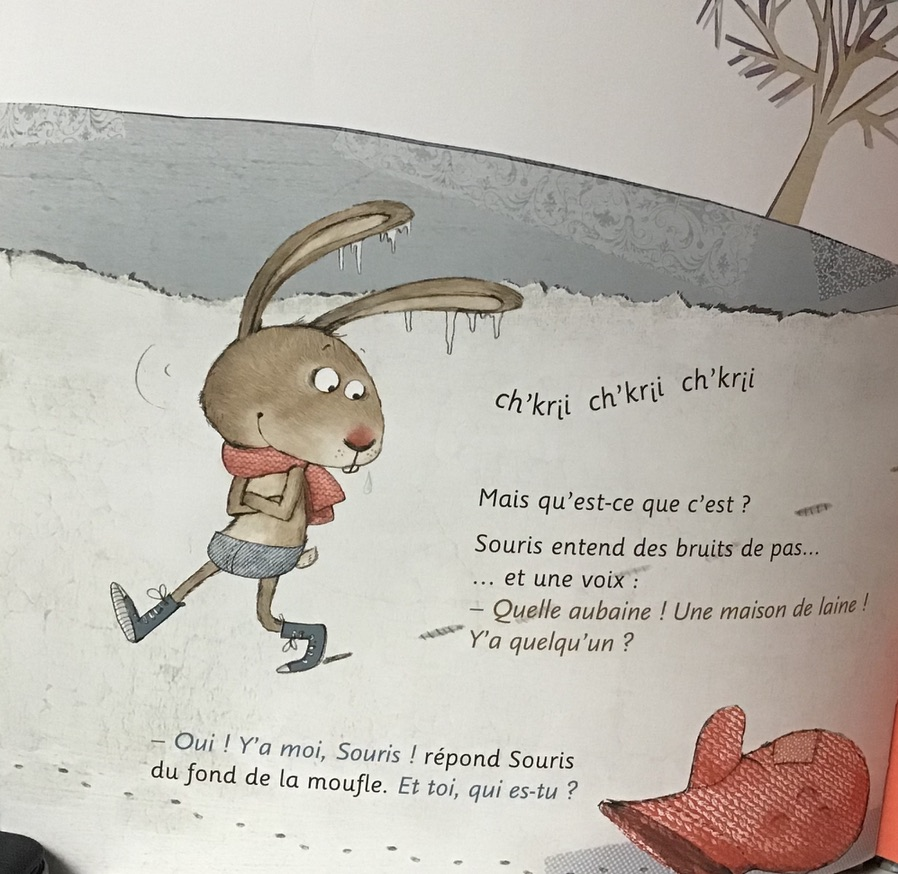 ch'krii ch'krii ch'krii
Mais qu'est-ce que c'est ?
Souris entend des bruits de pas...
... et une voix :
– Quelle aubaine ! Une maison de laine !
Y'a quelqu'un ?
– Oui ! Y'a moi, Souris ! répond Souris
du fond de la moufle. Et toi, qui es-tu ?